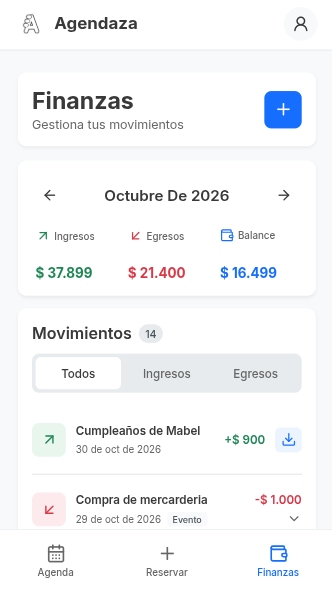 Agendaza
Finanzas
Gestiona tus movimientos
Octubre De 2026
Ingresos Egresos Balance
$ 37.899 $ 21.400 $ 16.499
Movimientos 14
Todos Ingresos Egresos
Cumpleaños de Mabel
+$ 900
30 de oct de 2026
Compra de mercarderia
-$ 1.000
29 de oct de 2026 Evento
Agenda Reservar Finanzas